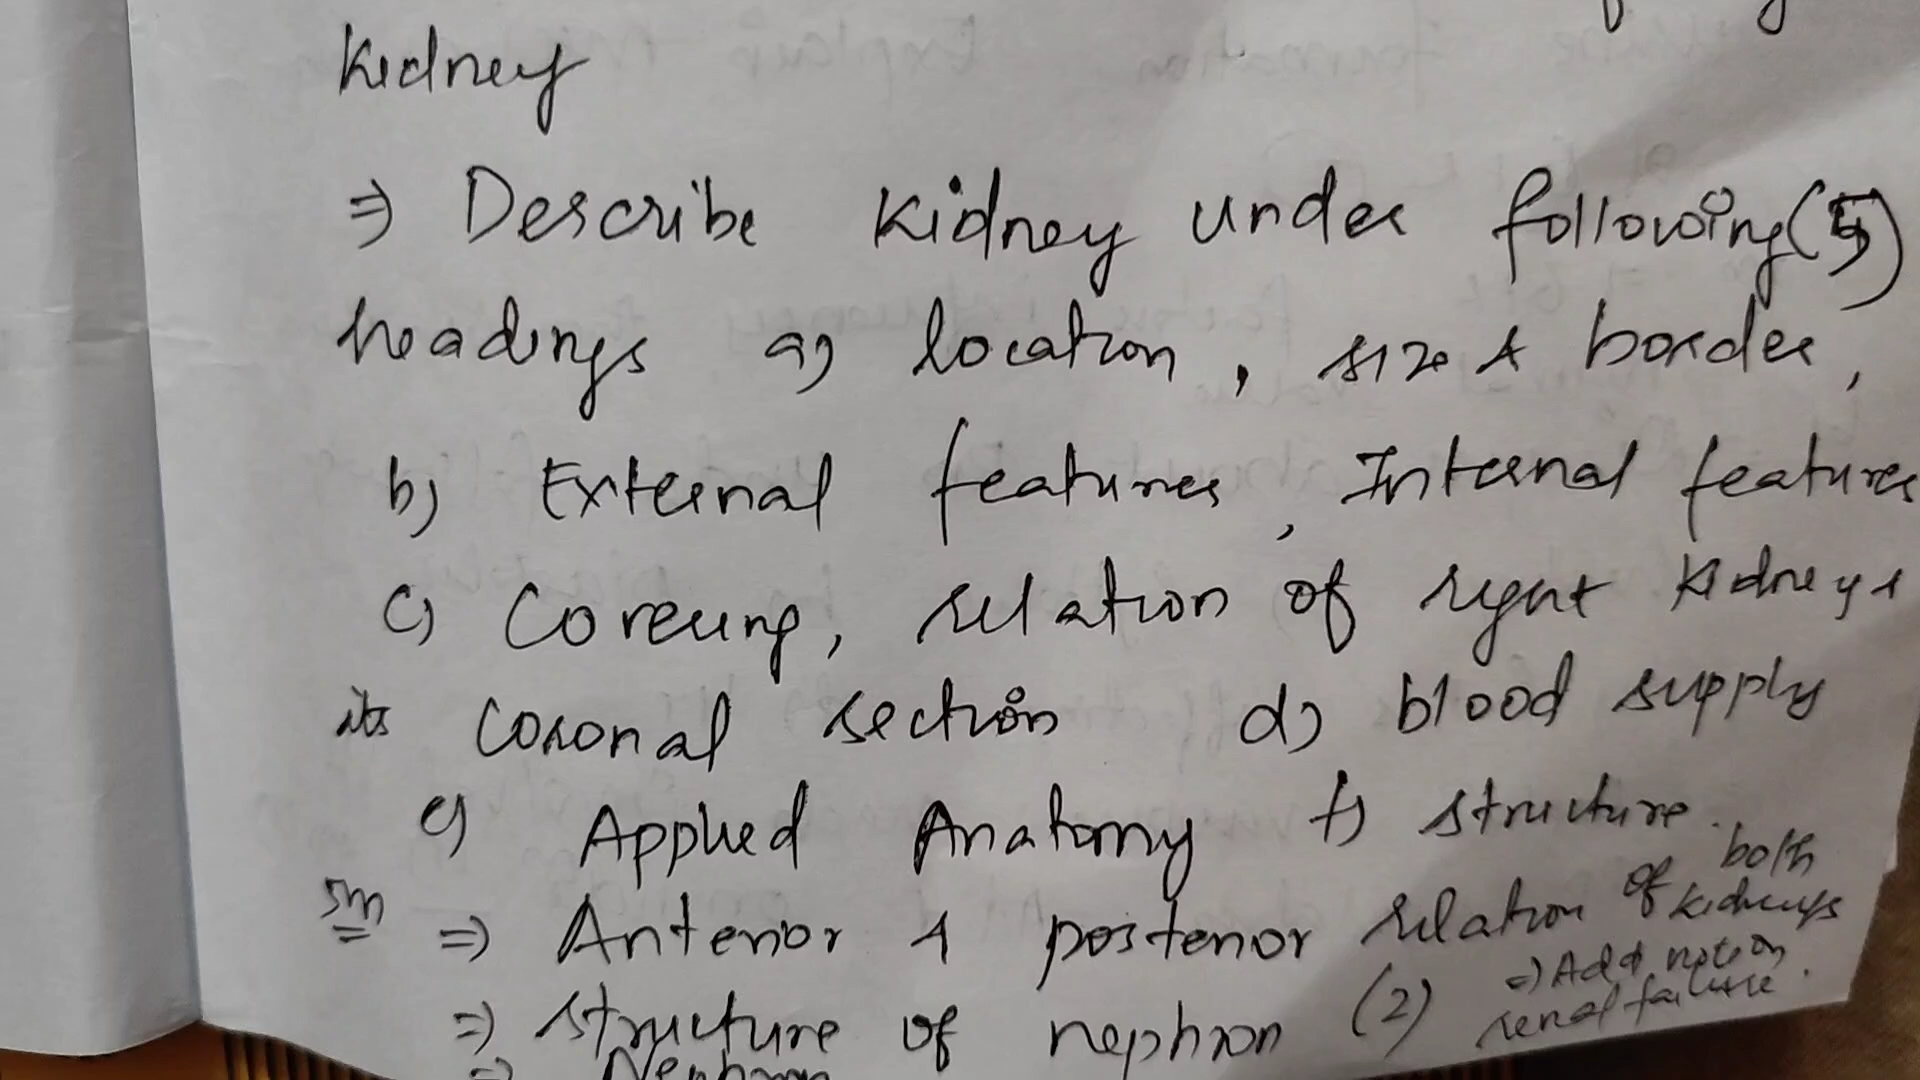 Kidney
⇒ Describe Kidney under following (5)
headings a) location, size & border,
b) External features, Internal features
c) Covering, relation of right kidney &
its coronal section d) blood supply
e) Applied Anatomy f) structure.
5m ⇒ Anterior & posterior relation of both kidneys
⇒ structure of nephron (2) ⇒ Add note on
renal failure.
⇒ Nephron